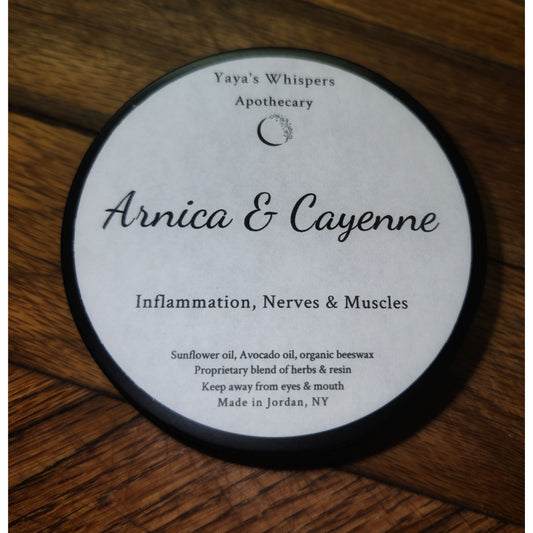 Yaya's Whispers
Apothecary
Arnica & Cayenne
Inflammation, Nerves & Muscles
Sunflower oil, Avocado oil, organic beeswax
Proprietary blend of herbs & resin
Keep away from eyes & mouth
Made in Jordan, NY